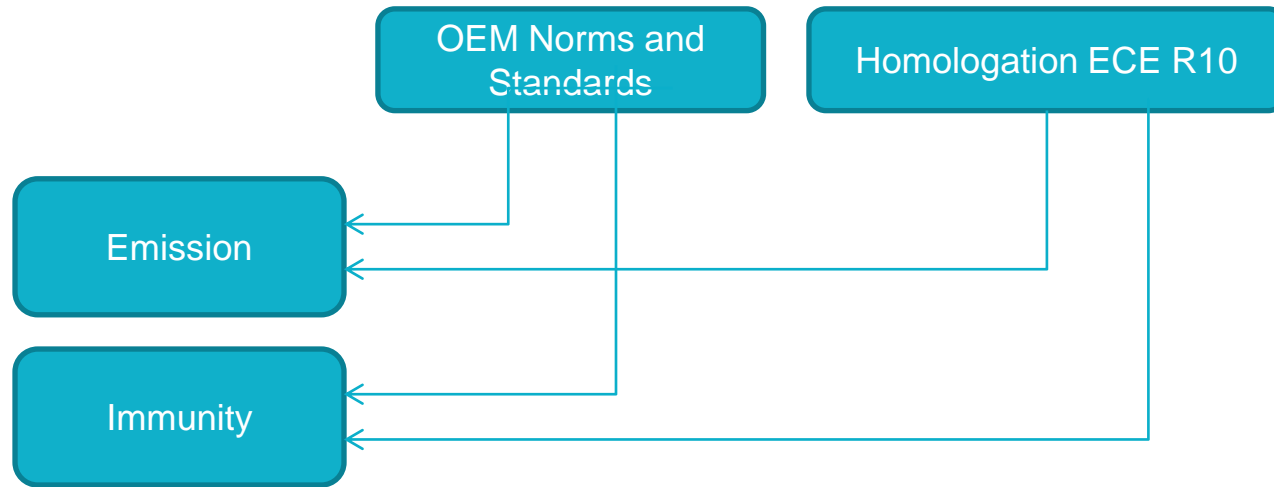 OEM Norms and
Standards
Homologation ECE R10
Emission
Immunity